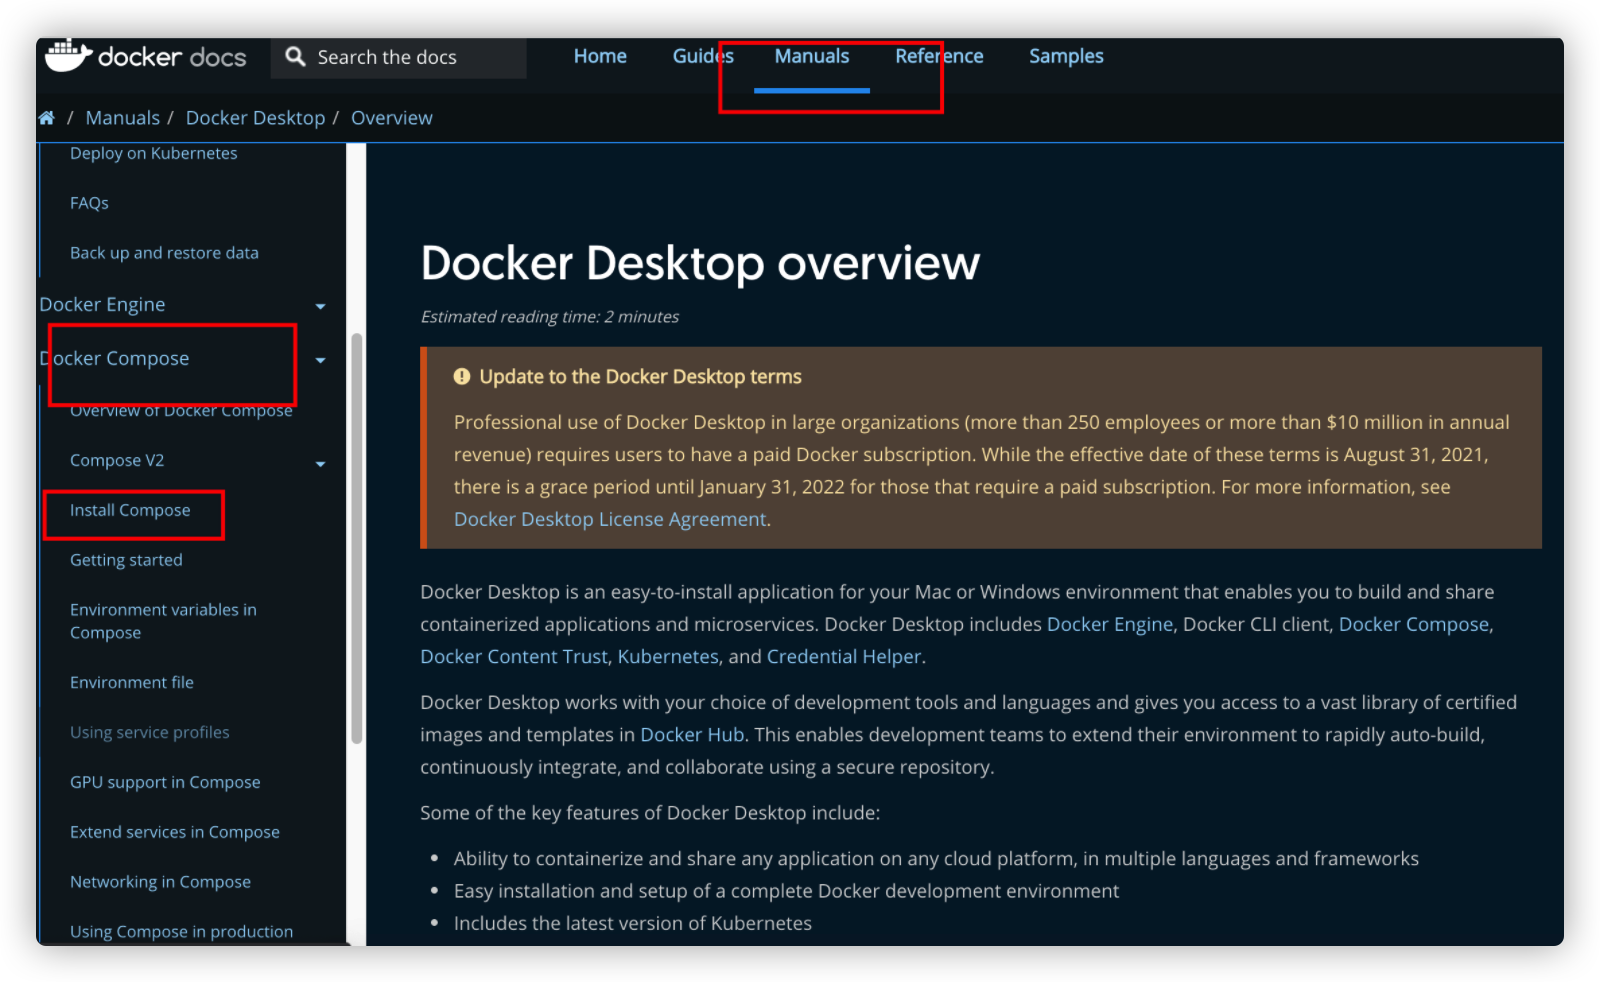 docker docs
Search the docs
Home
Guides
Manuals
Reference
Samples
/ Manuals / Docker Desktop / Overview
Deploy on Kubernetes
FAQs
Back up and restore data
Docker Engine
Docker Compose
Overview of Docker Compose
Compose V2
Install Compose
Getting started
Environment variables in
Compose
Environment file
Using service profiles
GPU support in Compose
Extend services in Compose
Networking in Compose
Using Compose in production
Docker Desktop overview
Estimated reading time: 2 minutes
Update to the Docker Desktop terms
Professional use of Docker Desktop in large organizations (more than 250 employees or more than $10 million in annual
revenue) requires users to have a paid Docker subscription. While the effective date of these terms is August 31, 2021,
there is a grace period until January 31, 2022 for those that require a paid subscription. For more information, see
Docker Desktop License Agreement.
Docker Desktop is an easy-to-install application for your Mac or Windows environment that enables you to build and share
containerized applications and microservices. Docker Desktop includes Docker Engine, Docker CLI client, Docker Compose,
Docker Content Trust, Kubernetes, and Credential Helper.
Docker Desktop works with your choice of development tools and languages and gives you access to a vast library of certified
images and templates in Docker Hub. This enables development teams to extend their environment to rapidly auto-build,
continuously integrate, and collaborate using a secure repository.
Some of the key features of Docker Desktop include:
• Ability to containerize and share any application on any cloud platform, in multiple languages and frameworks
• Easy installation and setup of a complete Docker development environment
• Includes the latest version of Kubernetes